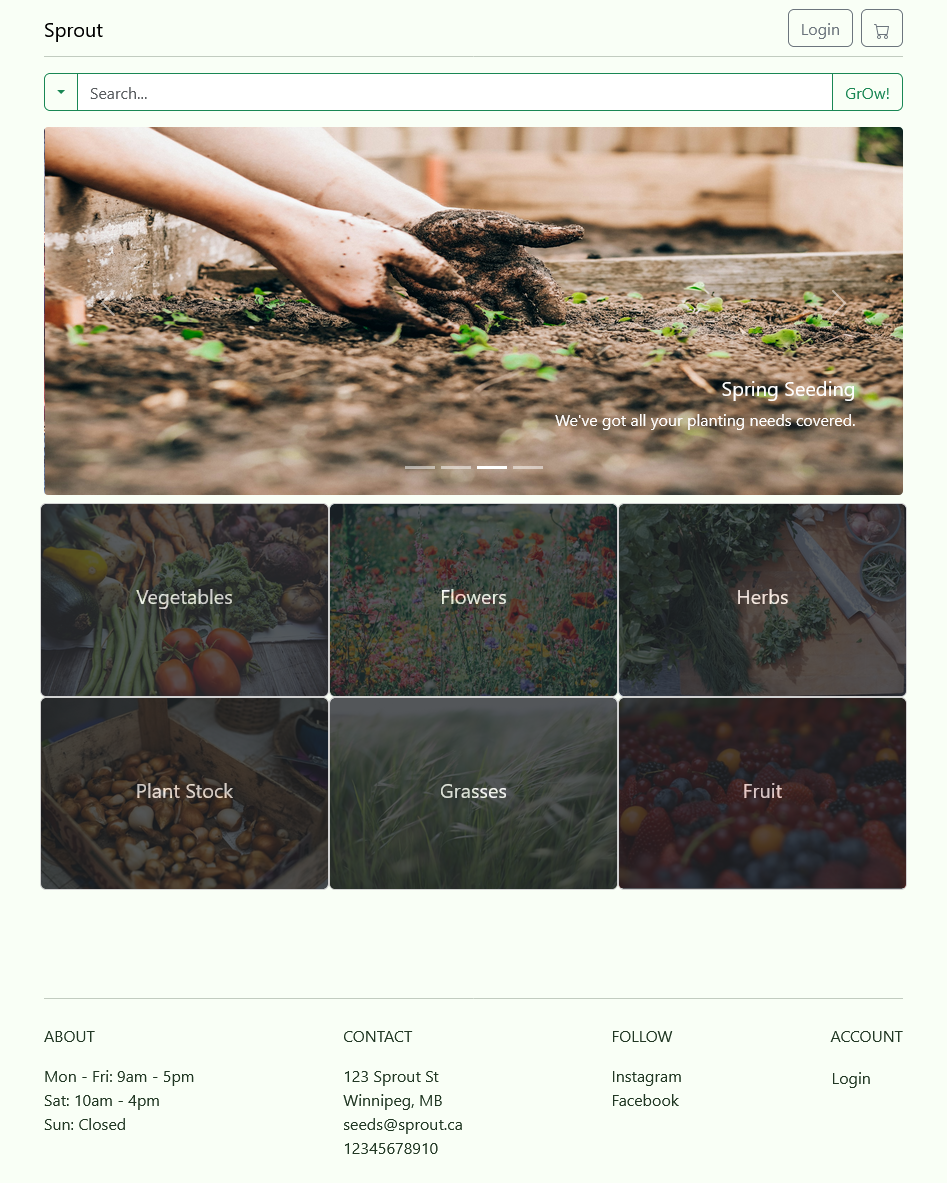 Sprout
Login
Search...
GrOw!
Spring Seeding
We've got all your planting needs covered.
Vegetables
Flowers
Herbs
Plant Stock
Grasses
Fruit
ABOUT
Mon - Fri: 9am - 5pm
Sat: 10am - 4pm
Sun: Closed
CONTACT
123 Sprout St
Winnipeg, MB
seeds@sprout.ca
12345678910
FOLLOW
Instagram
Facebook
ACCOUNT
Login